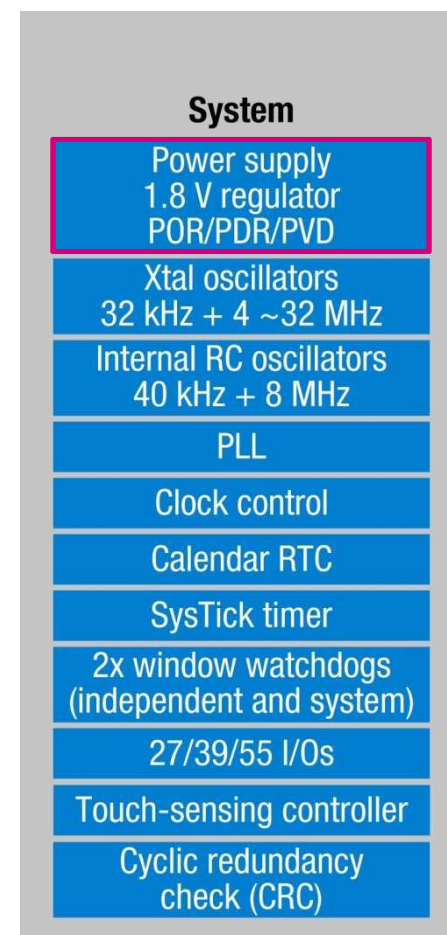 System
Power supply
1.8 V regulator
POR/PDR/PVD
Xtal oscillators
32 kHz + 4 ~32 MHz
Internal RC oscillators
40 kHz + 8 MHz
PLL
Clock control
Calendar RTC
SysTick timer
2x window watchdogs
(independent and system)
27/39/55 I/Os
Touch-sensing controller
Cyclic redundancy
check (CRC)